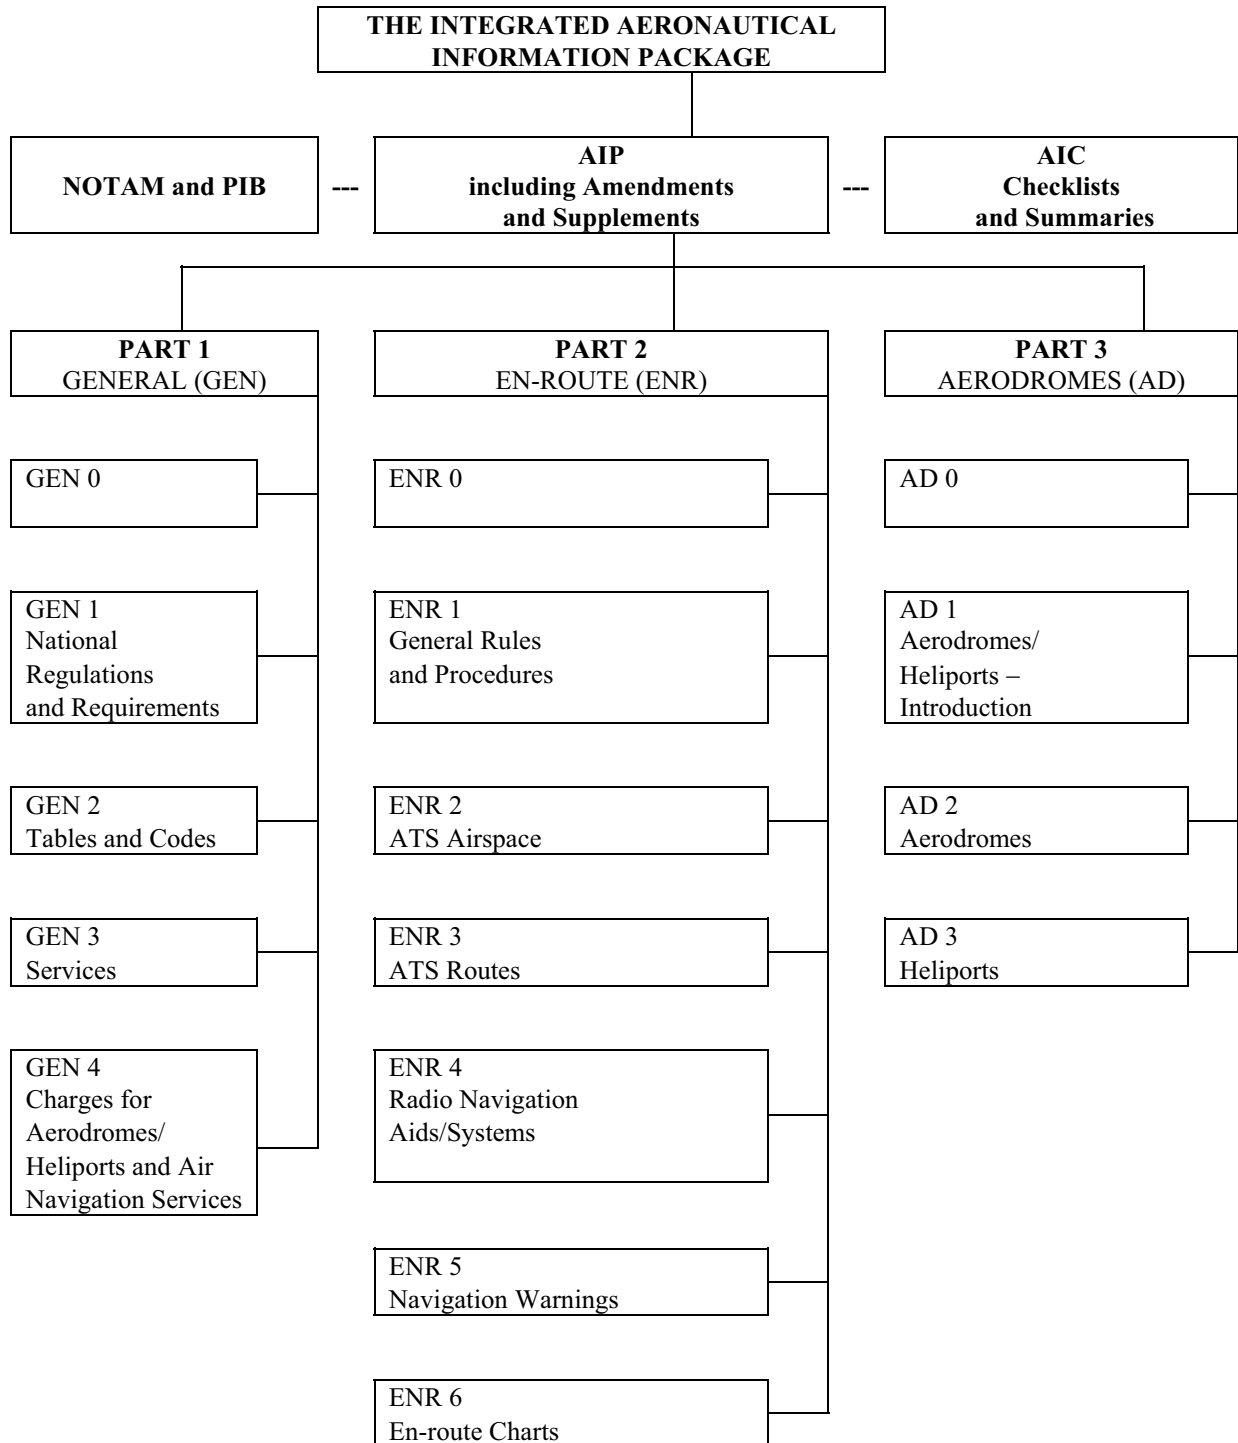 THE INTEGRATED AERONAUTICAL
INFORMATION PACKAGE
NOTAM and PIB
---
AIP
including Amendments
and Supplements
---
AIC
Checklists
and Summaries
PART 1
GENERAL (GEN)
PART 2
EN-ROUTE (ENR)
PART 3
AERODROMES (AD)
GEN 0
ENR 0
AD 0
GEN 1
National
Regulations
and Requirements
ENR 1
General Rules
and Procedures
AD 1
Aerodromes/
Heliports –
Introduction
GEN 2
Tables and Codes
ENR 2
ATS Airspace
AD 2
Aerodromes
GEN 3
Services
ENR 3
ATS Routes
AD 3
Heliports
GEN 4
Charges for
Aerodromes/
Heliports and Air
Navigation Services
ENR 4
Radio Navigation
Aids/Systems
ENR 5
Navigation Warnings
ENR 6
En-route Charts